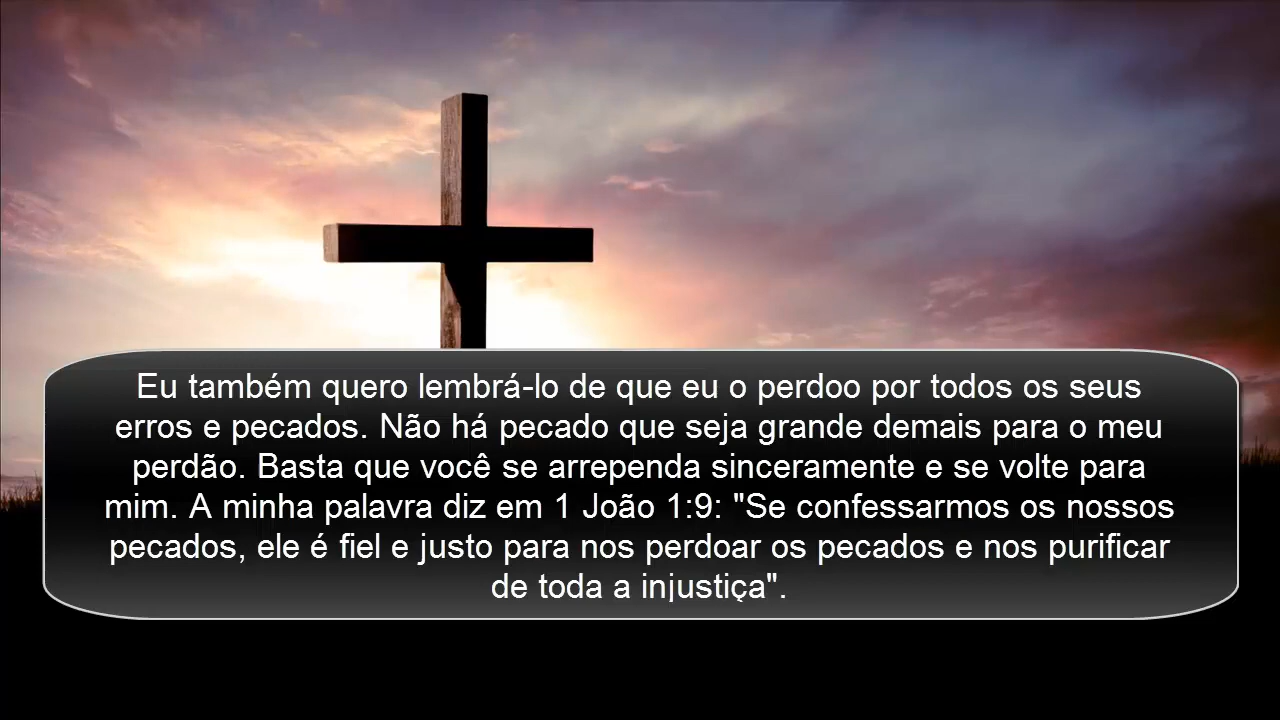 Eu também quero lembrá-lo de que eu o perdoo por todos os seus
erros e pecados. Não há pecado que seja grande demais para o meu
perdão. Basta que você se arrependa sinceramente e se volte para
mim. A minha palavra diz em 1 João 1:9: "Se confessarmos os nossos
pecados, ele é fiel e justo para nos perdoar os pecados e nos purificar
de toda a injustiça".